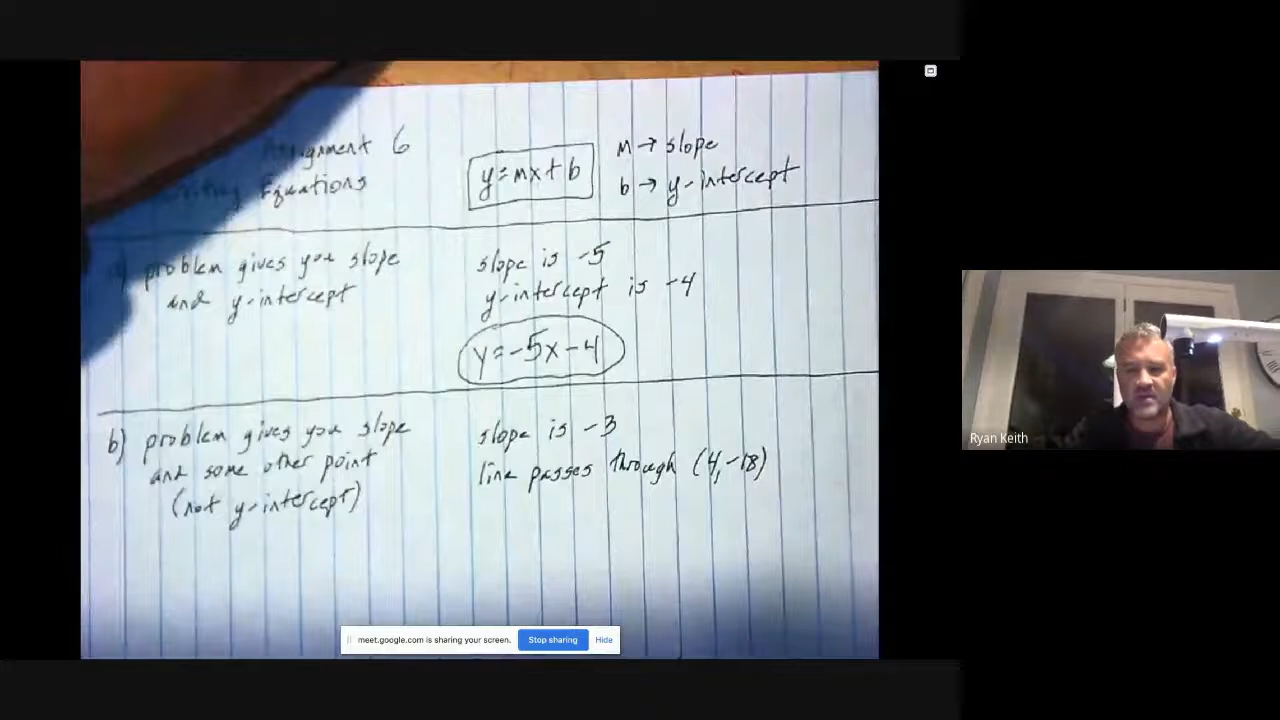 Assignment 6
Writing Equations
y=mx+b
m→ slope
b→ y-intercept
a) problem gives you slope
and y-intercept
slope is -5
y-intercept is -4
y=-5x-4
b) problem gives you slope
and some other point
(not y-intercept)
slope is -3
line passes through (4,-18)
meet.google.com is sharing your screen.
Stop sharing
Hide
Ryan Keith